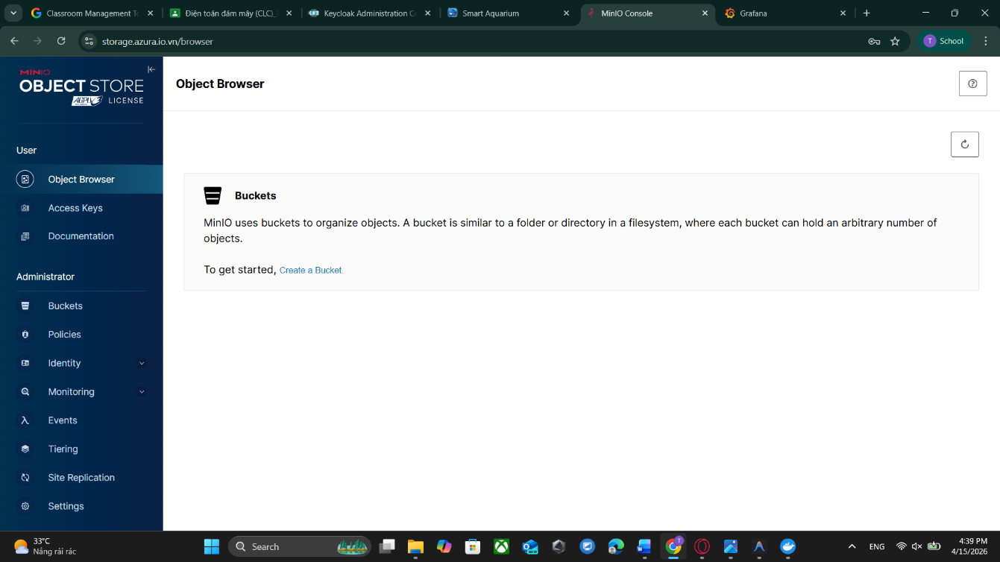 Classroom Management To
Điện toán đám mây (CLC)_
Keycloak Administration Co
Smart Aquarium
MinIO Console
Grafana
storage.azura.io.vn/browser
T
School
MINIO
OBJECT STORE
AGPL
LICENSE
Object Browser
User
Object Browser
Access Keys
Documentation
Administrator
Buckets
Policies
Identity
Monitoring
Events
Tiering
Site Replication
Settings
Buckets
MinIO uses buckets to organize objects. A bucket is similar to a folder or directory in a filesystem, where each bucket can hold an arbitrary number of
objects.
To get started, Create a Bucket.
33°C
Nắng rải rác
Search
NEW
T
ENG
4:39 PM
4/15/2026